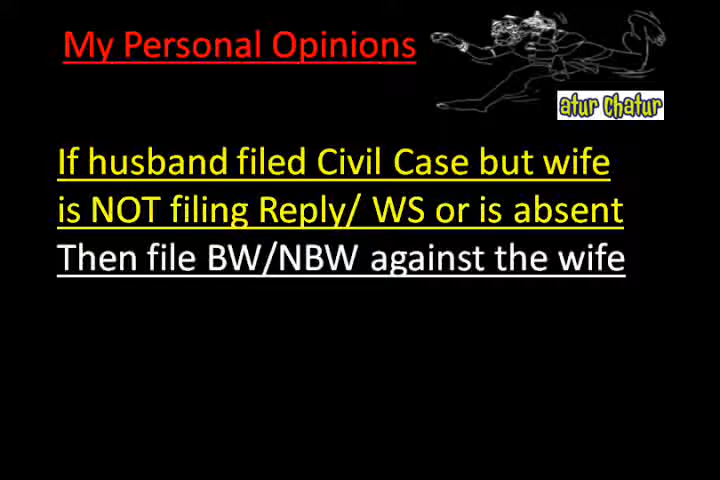 My Personal Opinions
atur chatur
If husband filed Civil Case but wife
is NOT filing Reply/ WS or is absent
Then file BW/NBW against the wife